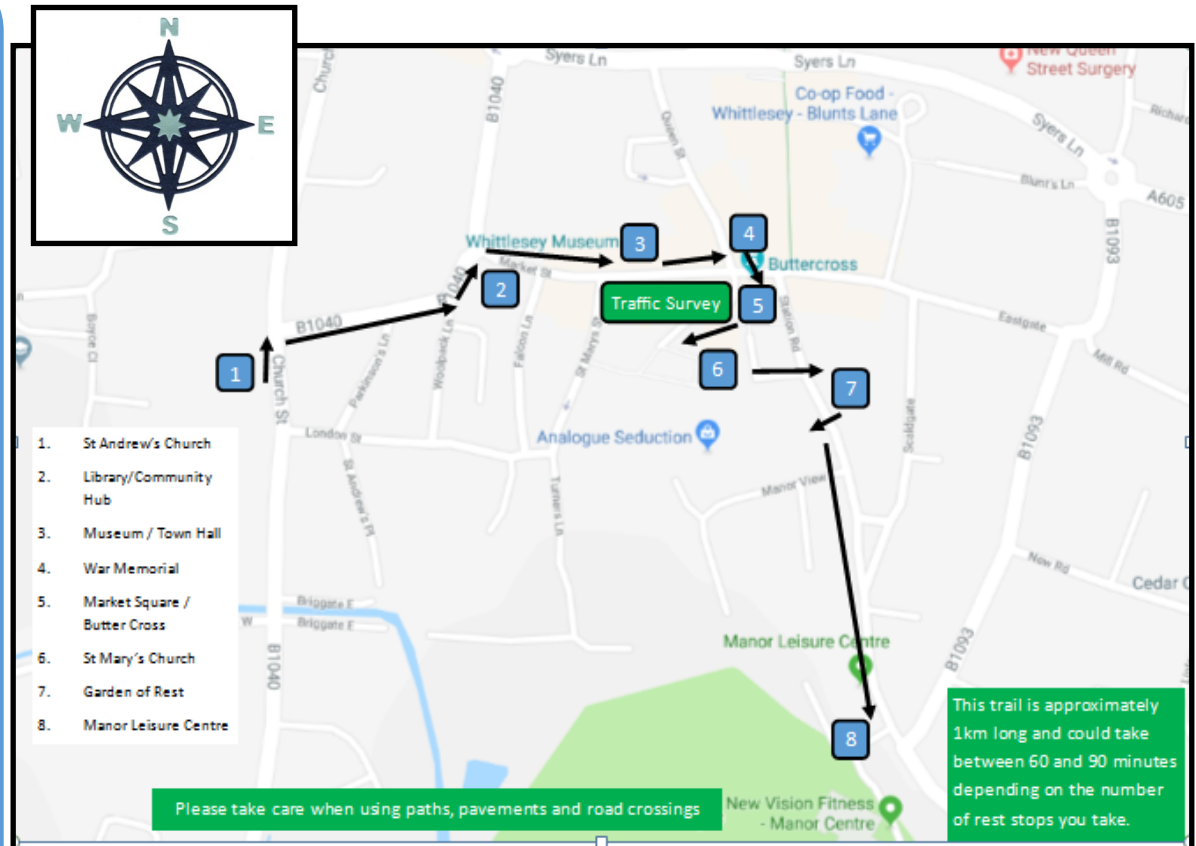 N
W
E
S
Church
B1040
Syers Ln
Syers Ln
New Queen
Street Surgery
Co-op Food -
Whittlesey - Blunts Lane
Queen St
Syers Ln
Blunt's Ln
A605
B1093
Whittlesey Museum
3
4
Market St
Buttercross
2
B1040
Traffic Survey
5
B1040
Station Rd
Eastgate
Mill Rd
Boyce Cl
1
Church St
Parkinson's Ln
Woolpack Ln
Falcon Ln
St Marys St
6
7
Scaldgate
B1093
London St
Analogue Seduction
St Andrew's Pl
Turners Ln
Manor View
New Rd
Cedar
1. St Andrew's Church
2. Library/Community
Hub
3. Museum / Town Hall
4. War Memorial
5. Market Square /
Butter Cross
6. St Mary's Church
7. Garden of Rest
8. Manor Leisure Centre
Briggate E
W
Briggate E
B1040
Manor Leisure Centre
B1093
8
This trail is approximately
1km long and could take
between 60 and 90 minutes
depending on the number
of rest stops you take.
Please take care when using paths, pavements and road crossings
New Vision Fitness
- Manor Centre